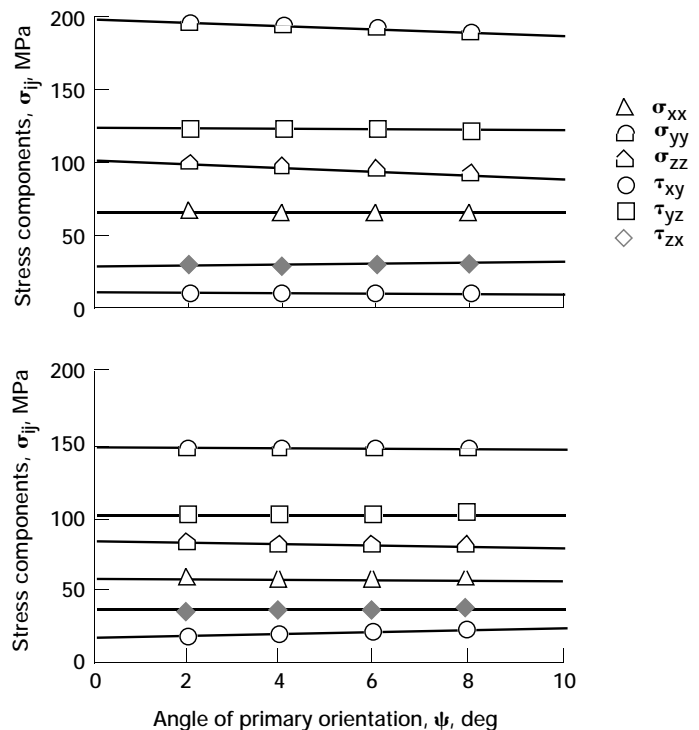 Stress components, σij, MPa
200
150
100
50
0
σxx
σyy
σzz
τxy
τyz
τzx
Stress components, σij, MPa
200
150
100
50
0
0 2 4 6 8 10
Angle of primary orientation, ψ, deg